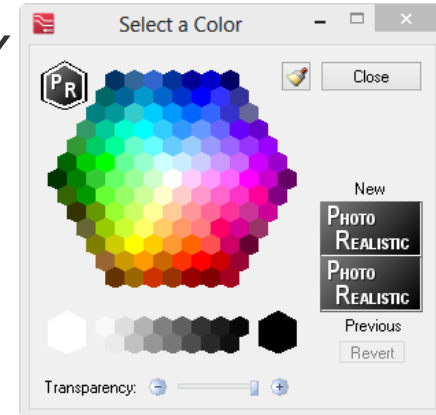 Select a Color
PR
Close
New
PHOTO
REALISTIC
PHOTO
REALISTIC
Previous
Revert
Transparency: